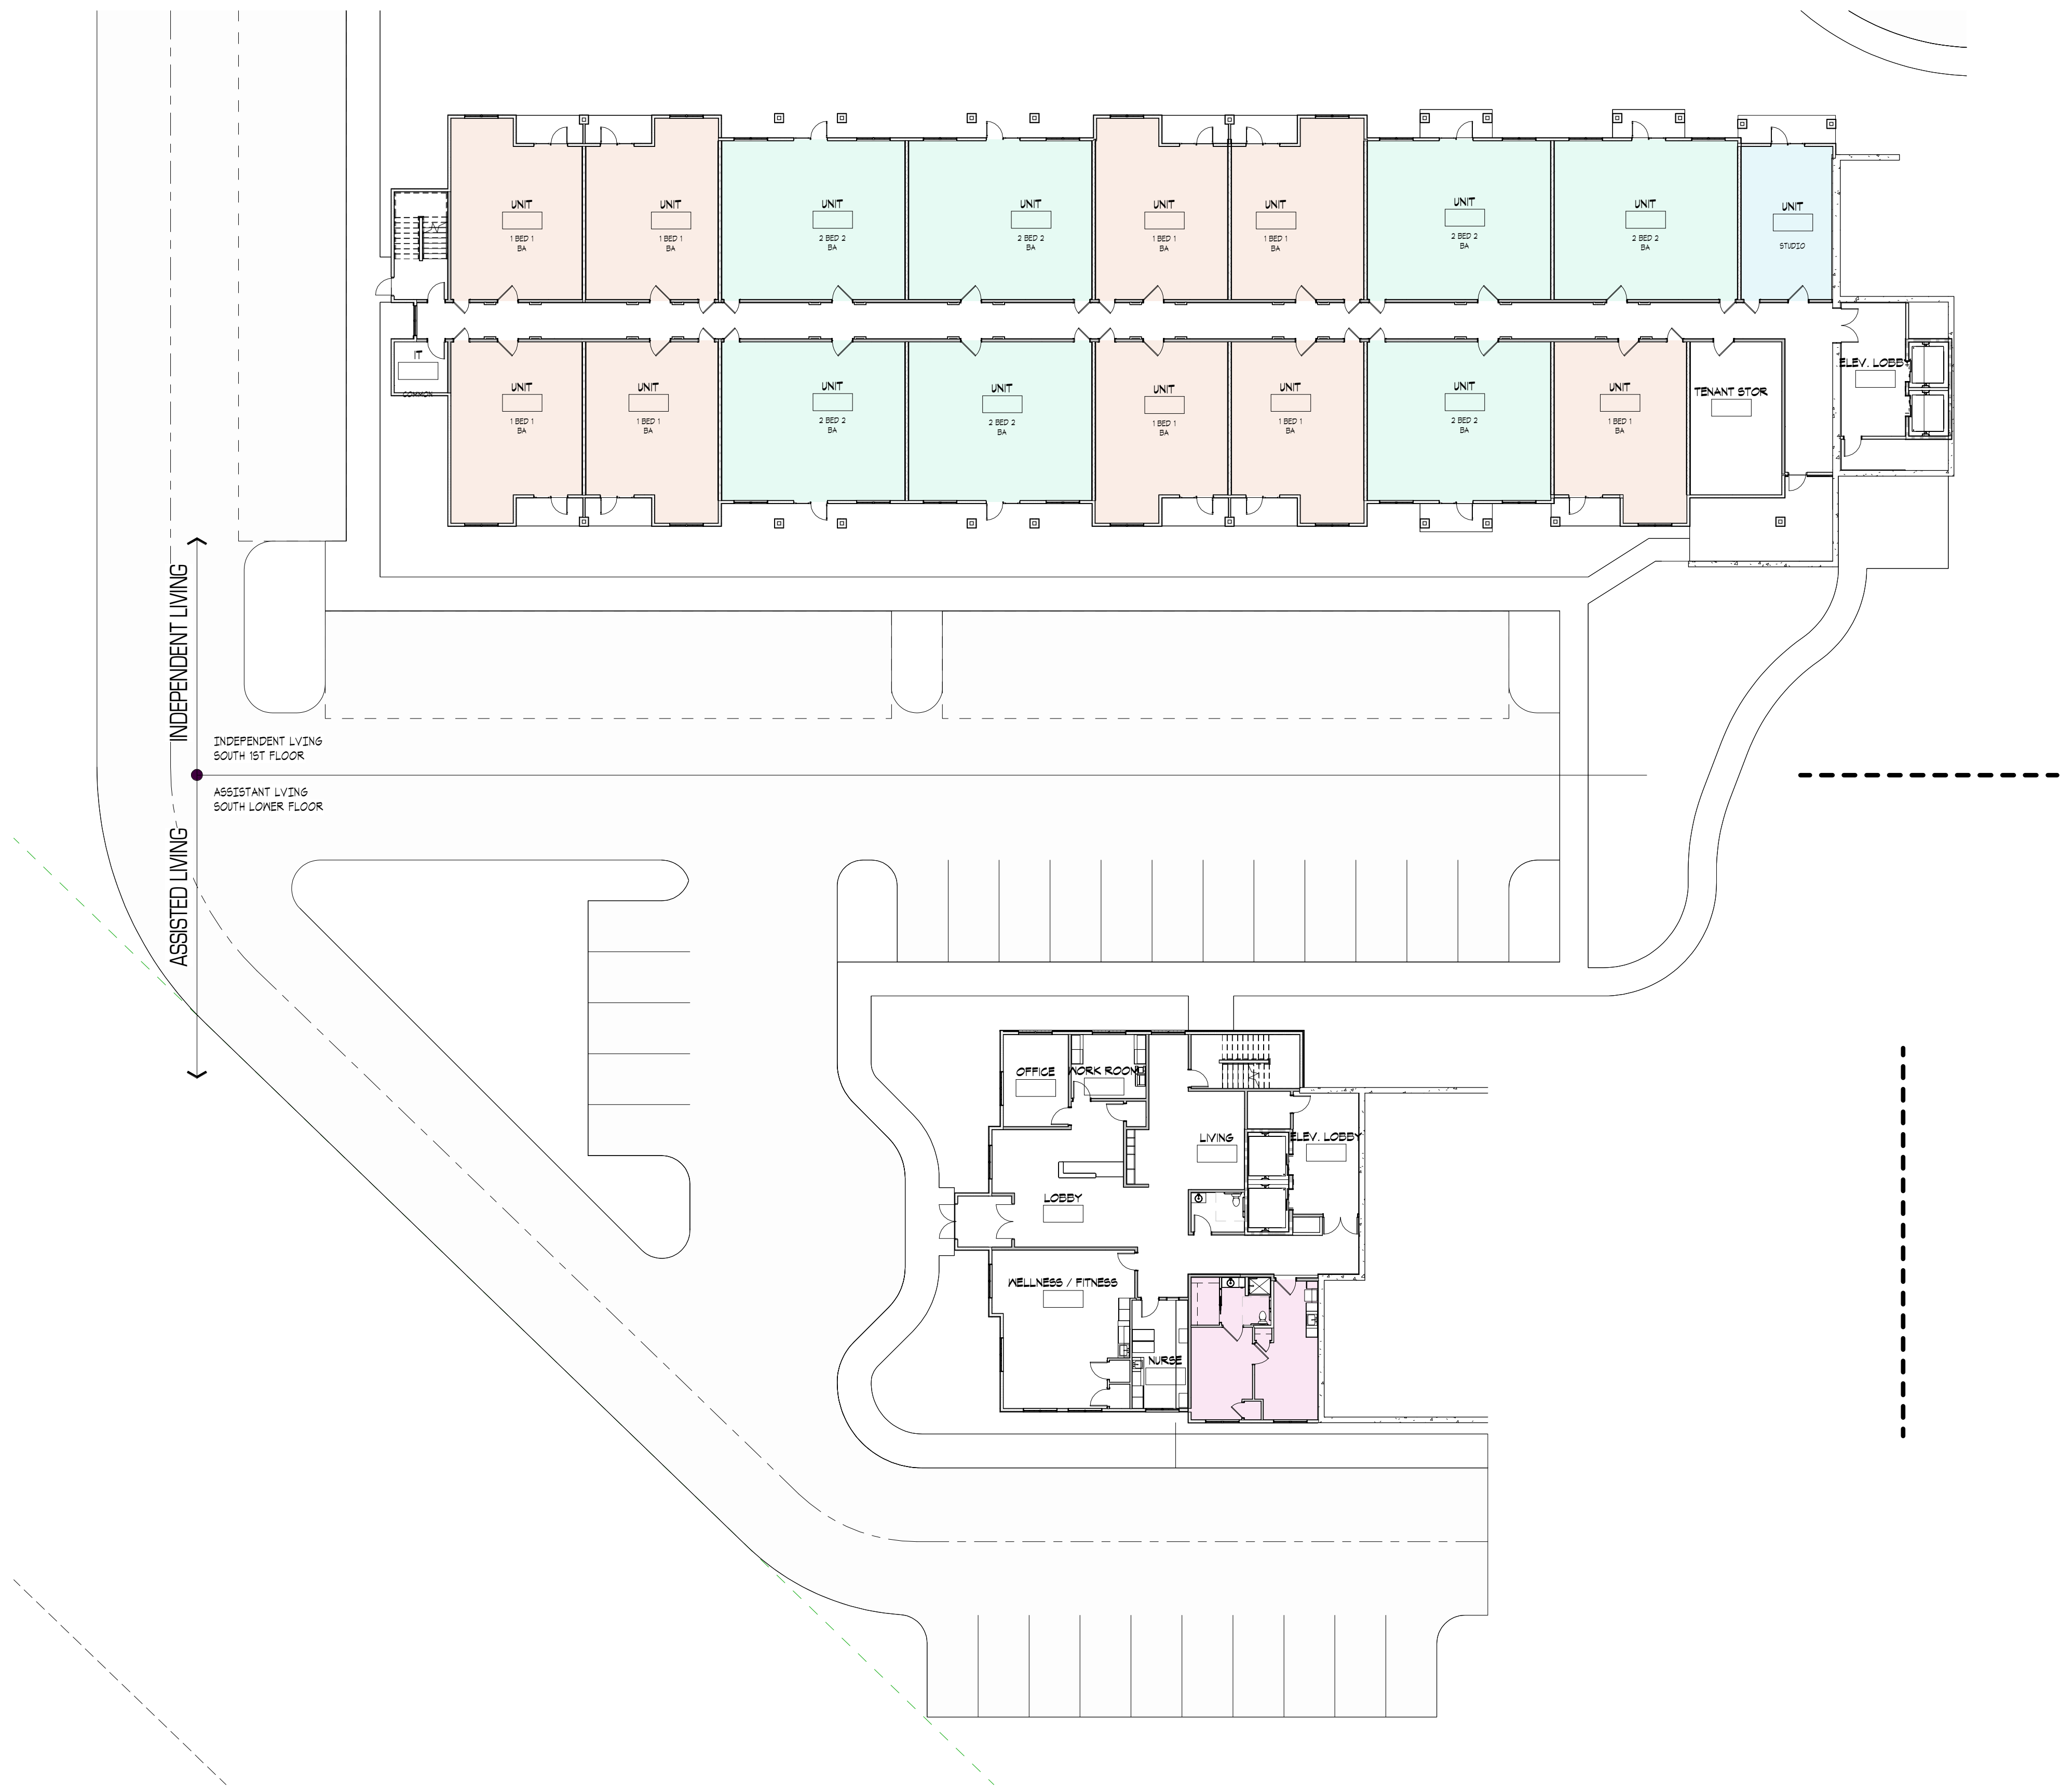 UNIT
1 BED 1
BA
UNIT
1 BED 1
BA
UNIT
2 BED 2
BA
UNIT
2 BED 2
BA
UNIT
1 BED 1
BA
UNIT
1 BED 1
BA
UNIT
2 BED 2
BA
UNIT
2 BED 2
BA
UNIT
STUDIO
IT
COMMON
UNIT
1 BED 1
BA
UNIT
1 BED 1
BA
UNIT
2 BED 2
BA
UNIT
2 BED 2
BA
UNIT
1 BED 1
BA
UNIT
1 BED 1
BA
UNIT
2 BED 2
BA
UNIT
1 BED 1
BA
TENANT STOR
ELEV. LOBBY
INDEPENDENT LIVING
INDEPENDENT LVING
SOUTH 1ST FLOOR
ASSISTANT LVING
SOUTH LOWER FLOOR
ASSISTED LIVING
OFFICE
WORK ROOM
LIVING
ELEV. LOBBY
LOBBY
WELLNESS / FITNESS
NURSE